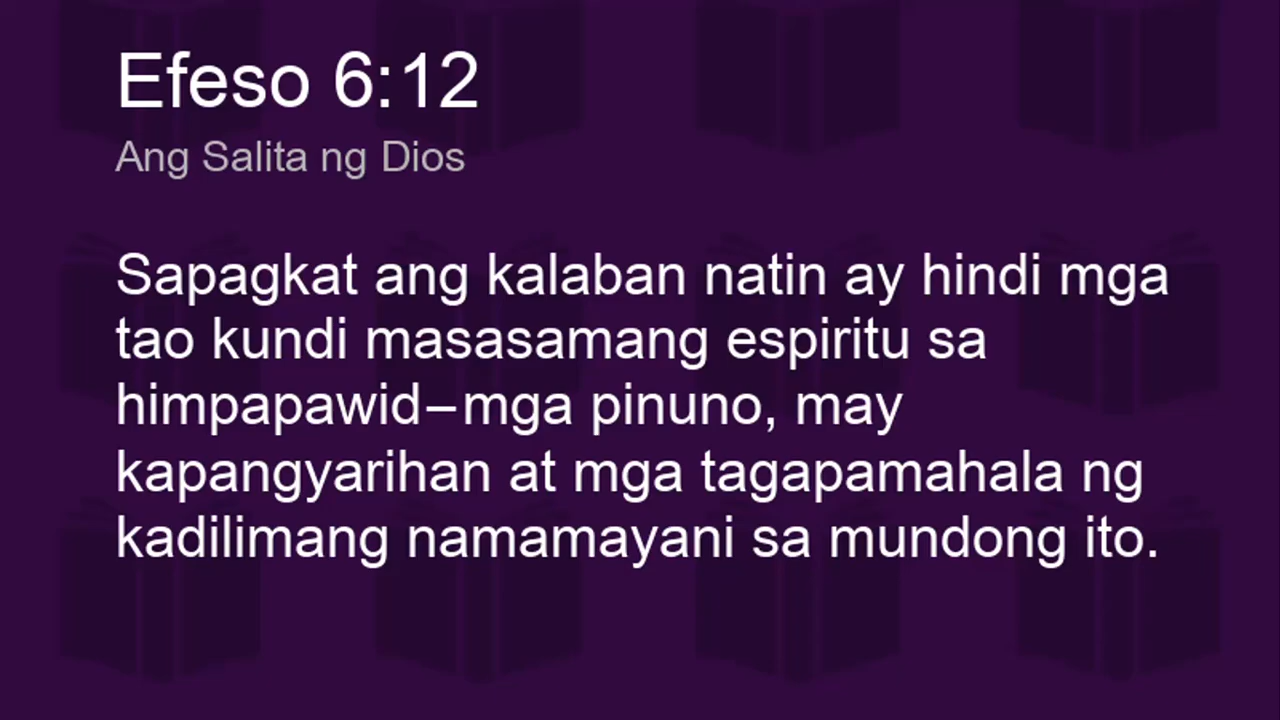 Efeso 6:12
Ang Salita ng Dios
Sapagkat ang kalaban natin ay hindi mga
tao kundi masasamang espiritu sa
himpapawid–mga pinuno, may
kapangyarihan at mga tagapamahala ng
kadilimang namamayani sa mundong ito.